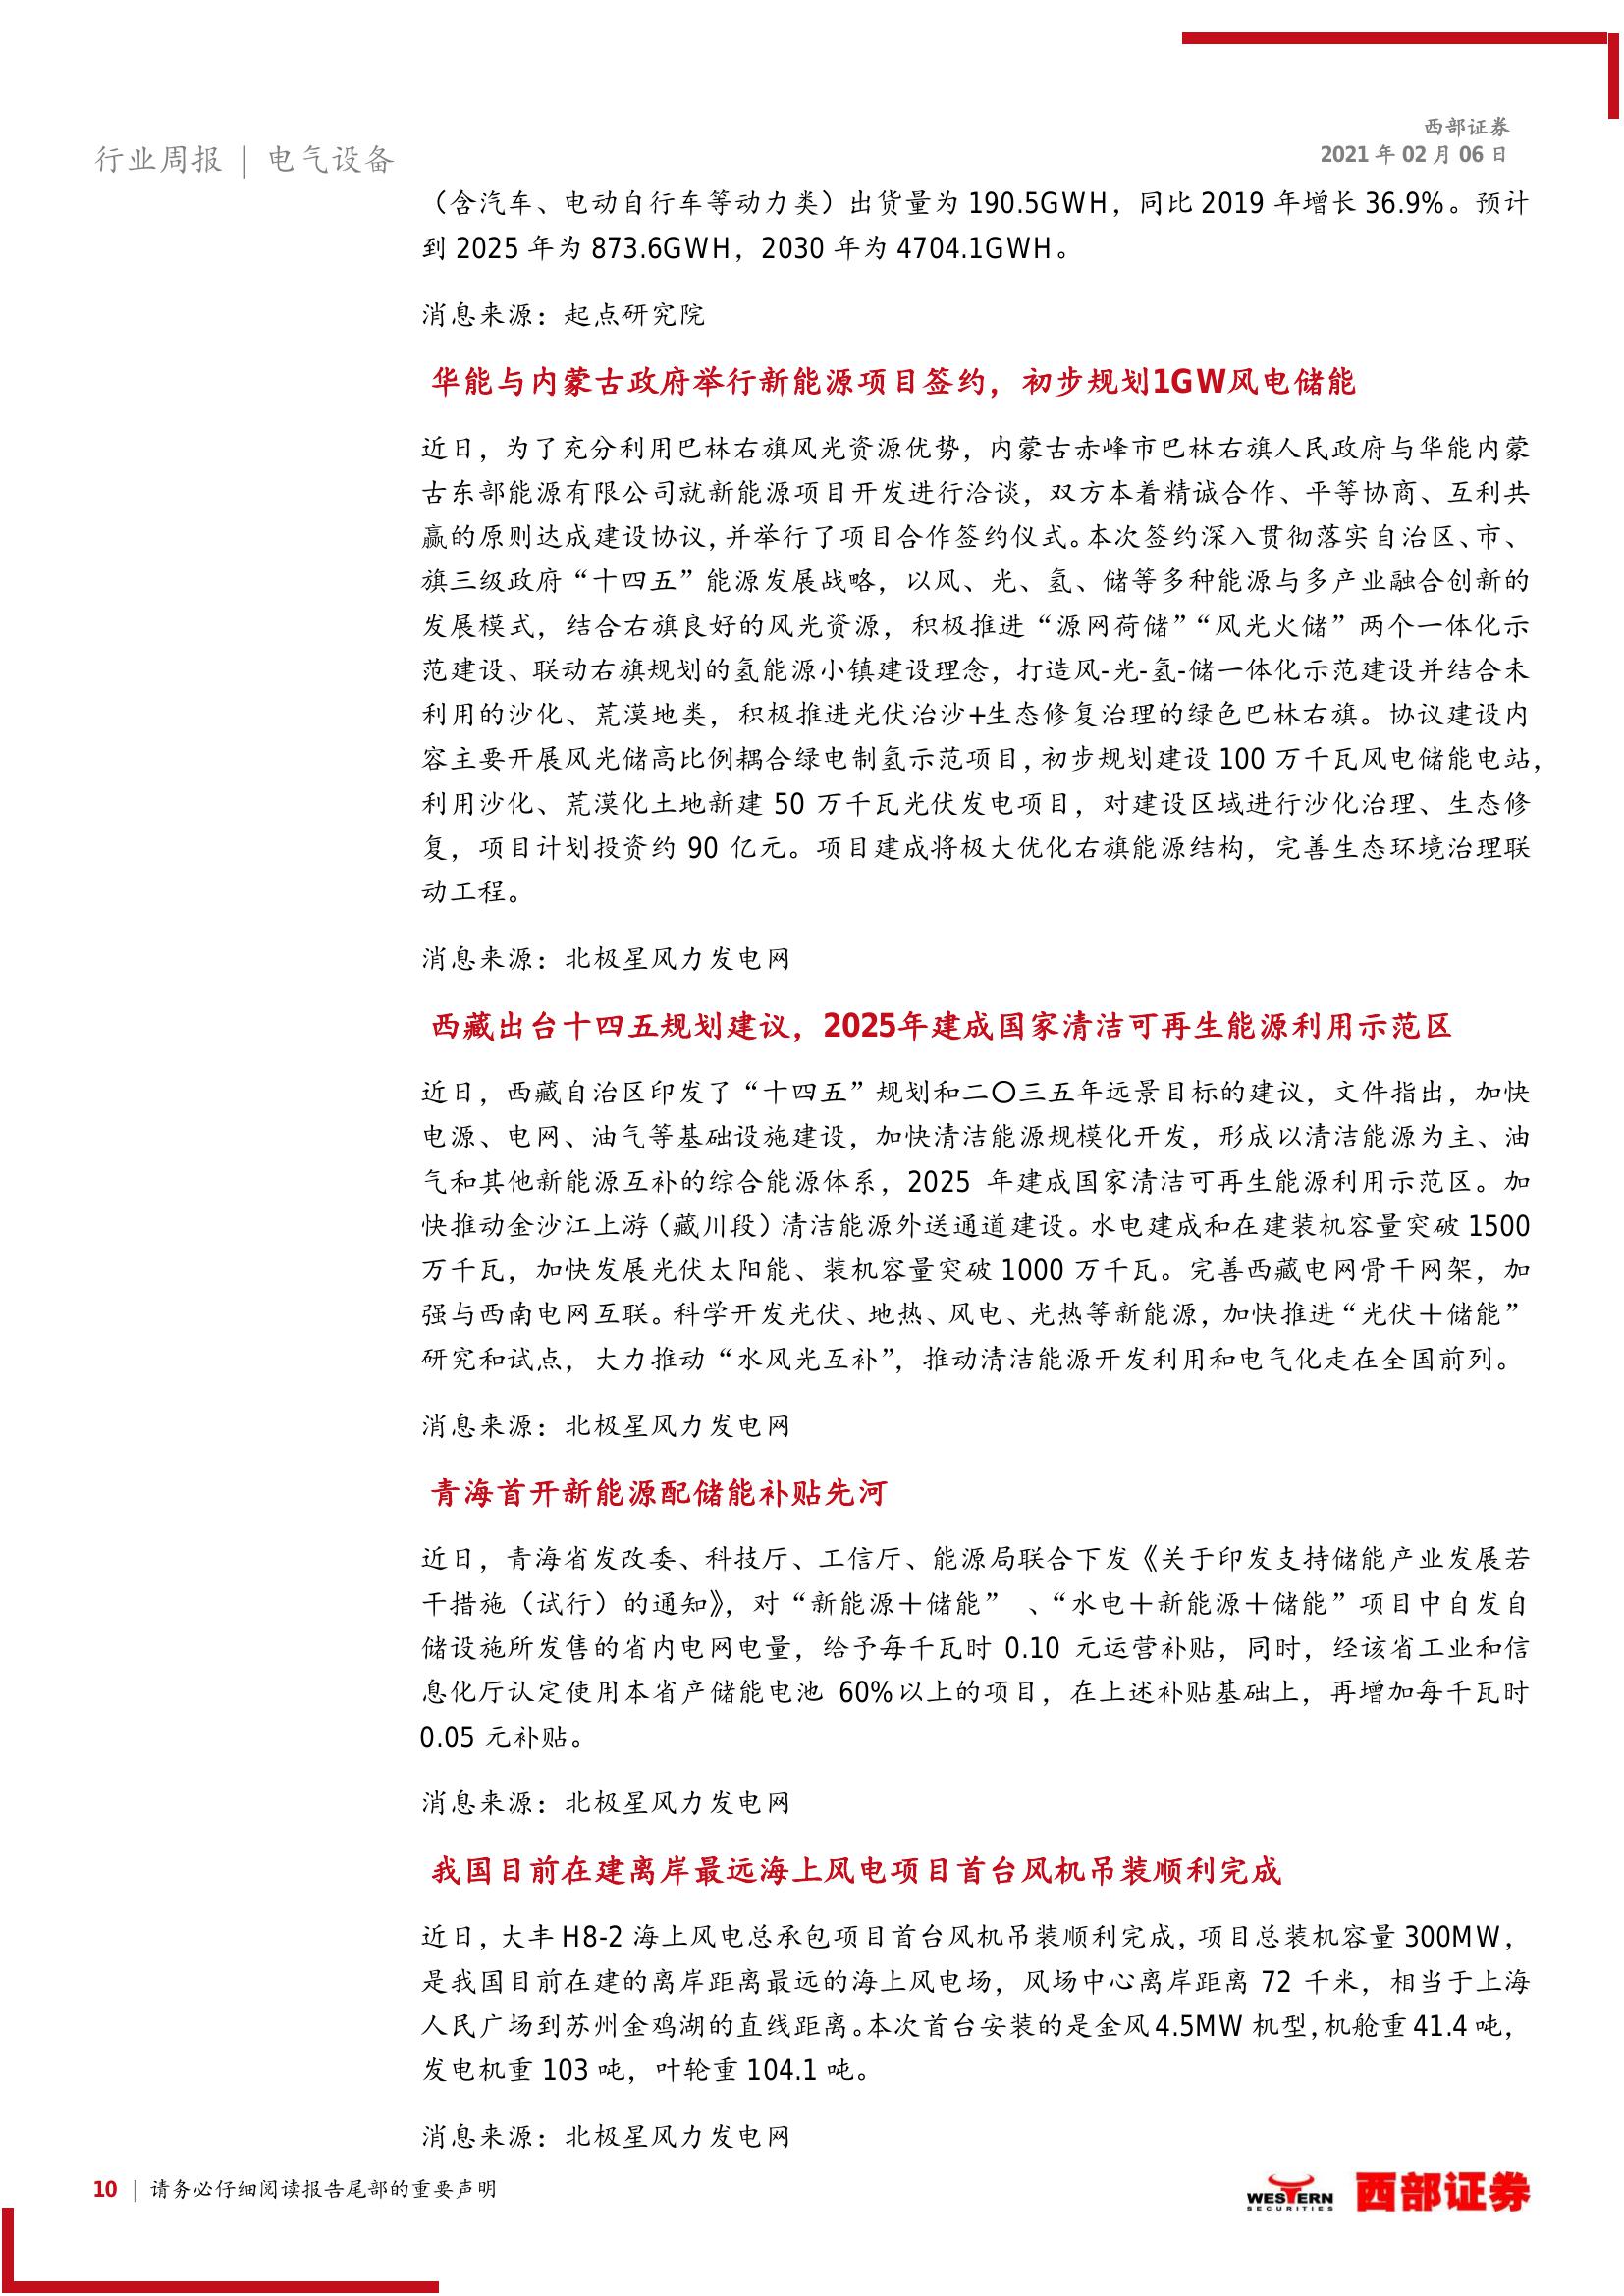 西部证券
2021 年 02 月 06 日
行业周报 | 电气设备
（含汽车、电动自行车等动力类）出货量为 190.5GWH，同比 2019 年增长 36.9%。预计
到 2025 年为 873.6GWH，2030 年为 4704.1GWH。
消息来源：起点研究院
华能与内蒙古政府举行新能源项目签约，初步规划1GW风电储能
近日，为了充分利用巴林右旗风光资源优势，内蒙古赤峰市巴林右旗人民政府与华能内蒙
古东部能源有限公司就新能源项目开发进行洽谈，双方本着精诚合作、平等协商、互利共
赢的原则达成建设协议，并举行了项目合作签约仪式。本次签约深入贯彻落实自治区、市、
旗三级政府“十四五”能源发展战略，以风、光、氢、储等多种能源与多产业融合创新的
发展模式，结合右旗良好的风光资源，积极推进“源网荷储”“风光火储”两个一体化示
范建设、联动右旗规划的氢能源小镇建设理念，打造风-光-氢-储一体化示范建设并结合未
利用的沙化、荒漠地类，积极推进光伏治沙+生态修复治理的绿色巴林右旗。协议建设内
容主要开展风光储高比例耦合绿电制氢示范项目，初步规划建设 100 万千瓦风电储能电站，
利用沙化、荒漠化土地新建 50 万千瓦光伏发电项目，对建设区域进行沙化治理、生态修
复，项目计划投资约 90 亿元。项目建成将极大优化右旗能源结构，完善生态环境治理联
动工程。
消息来源：北极星风力发电网
西藏出台十四五规划建议，2025年建成国家清洁可再生能源利用示范区
近日，西藏自治区印发了“十四五”规划和二〇三五年远景目标的建议，文件指出，加快
电源、电网、油气等基础设施建设，加快清洁能源规模化开发，形成以清洁能源为主、油
气和其他新能源互补的综合能源体系，2025 年建成国家清洁可再生能源利用示范区。加
快推动金沙江上游（藏川段）清洁能源外送通道建设。水电建成和在建装机容量突破 1500
万千瓦，加快发展光伏太阳能、装机容量突破 1000 万千瓦。完善西藏电网骨干网架，加
强与西南电网互联。科学开发光伏、地热、风电、光热等新能源，加快推进“光伏＋储能”
研究和试点，大力推动“水风光互补”，推动清洁能源开发利用和电气化走在全国前列。
消息来源：北极星风力发电网
青海首开新能源配储能补贴先河
近日，青海省发改委、科技厅、工信厅、能源局联合下发《关于印发支持储能产业发展若
干措施（试行）的通知》，对“新能源＋储能” 、“水电＋新能源＋储能”项目中自发自
储设施所发售的省内电网电量，给予每千瓦时 0.10 元运营补贴，同时，经该省工业和信
息化厅认定使用本省产储能电池 60%以上的项目，在上述补贴基础上，再增加每千瓦时
0.05 元补贴。
消息来源：北极星风力发电网
我国目前在建离岸最远海上风电项目首台风机吊装顺利完成
近日，大丰 H8-2 海上风电总承包项目首台风机吊装顺利完成，项目总装机容量 300MW，
是我国目前在建的离岸距离最远的海上风电场，风场中心离岸距离 72 千米，相当于上海
人民广场到苏州金鸡湖的直线距离。本次首台安装的是金风 4.5MW 机型，机舱重 41.4 吨，
发电机重 103 吨，叶轮重 104.1 吨。
消息来源：北极星风力发电网
10 | 请务必仔细阅读报告尾部的重要声明
WESTERN
SECURITIES
西部证券